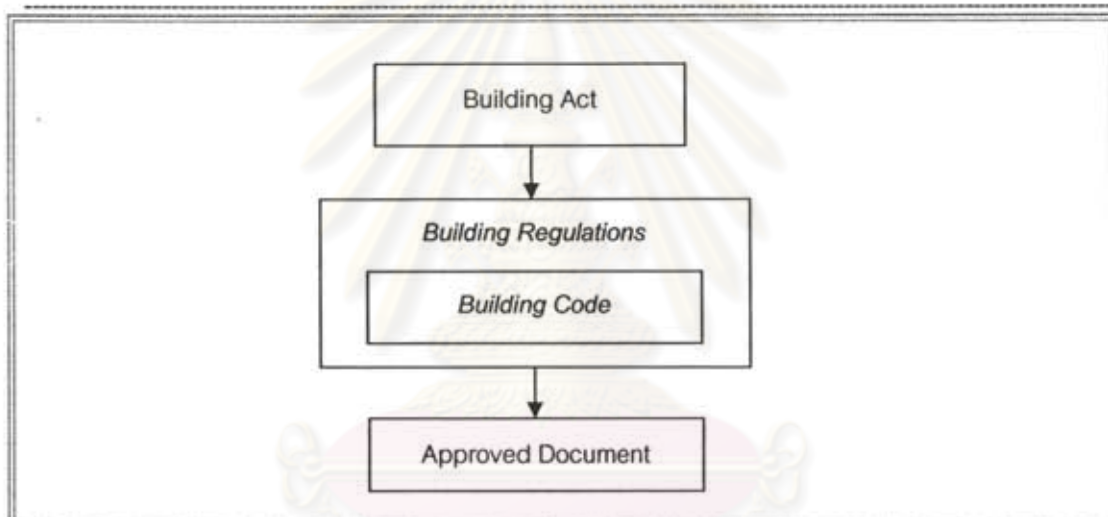 Building Act
Building Regulations
Building Code
Approved Document